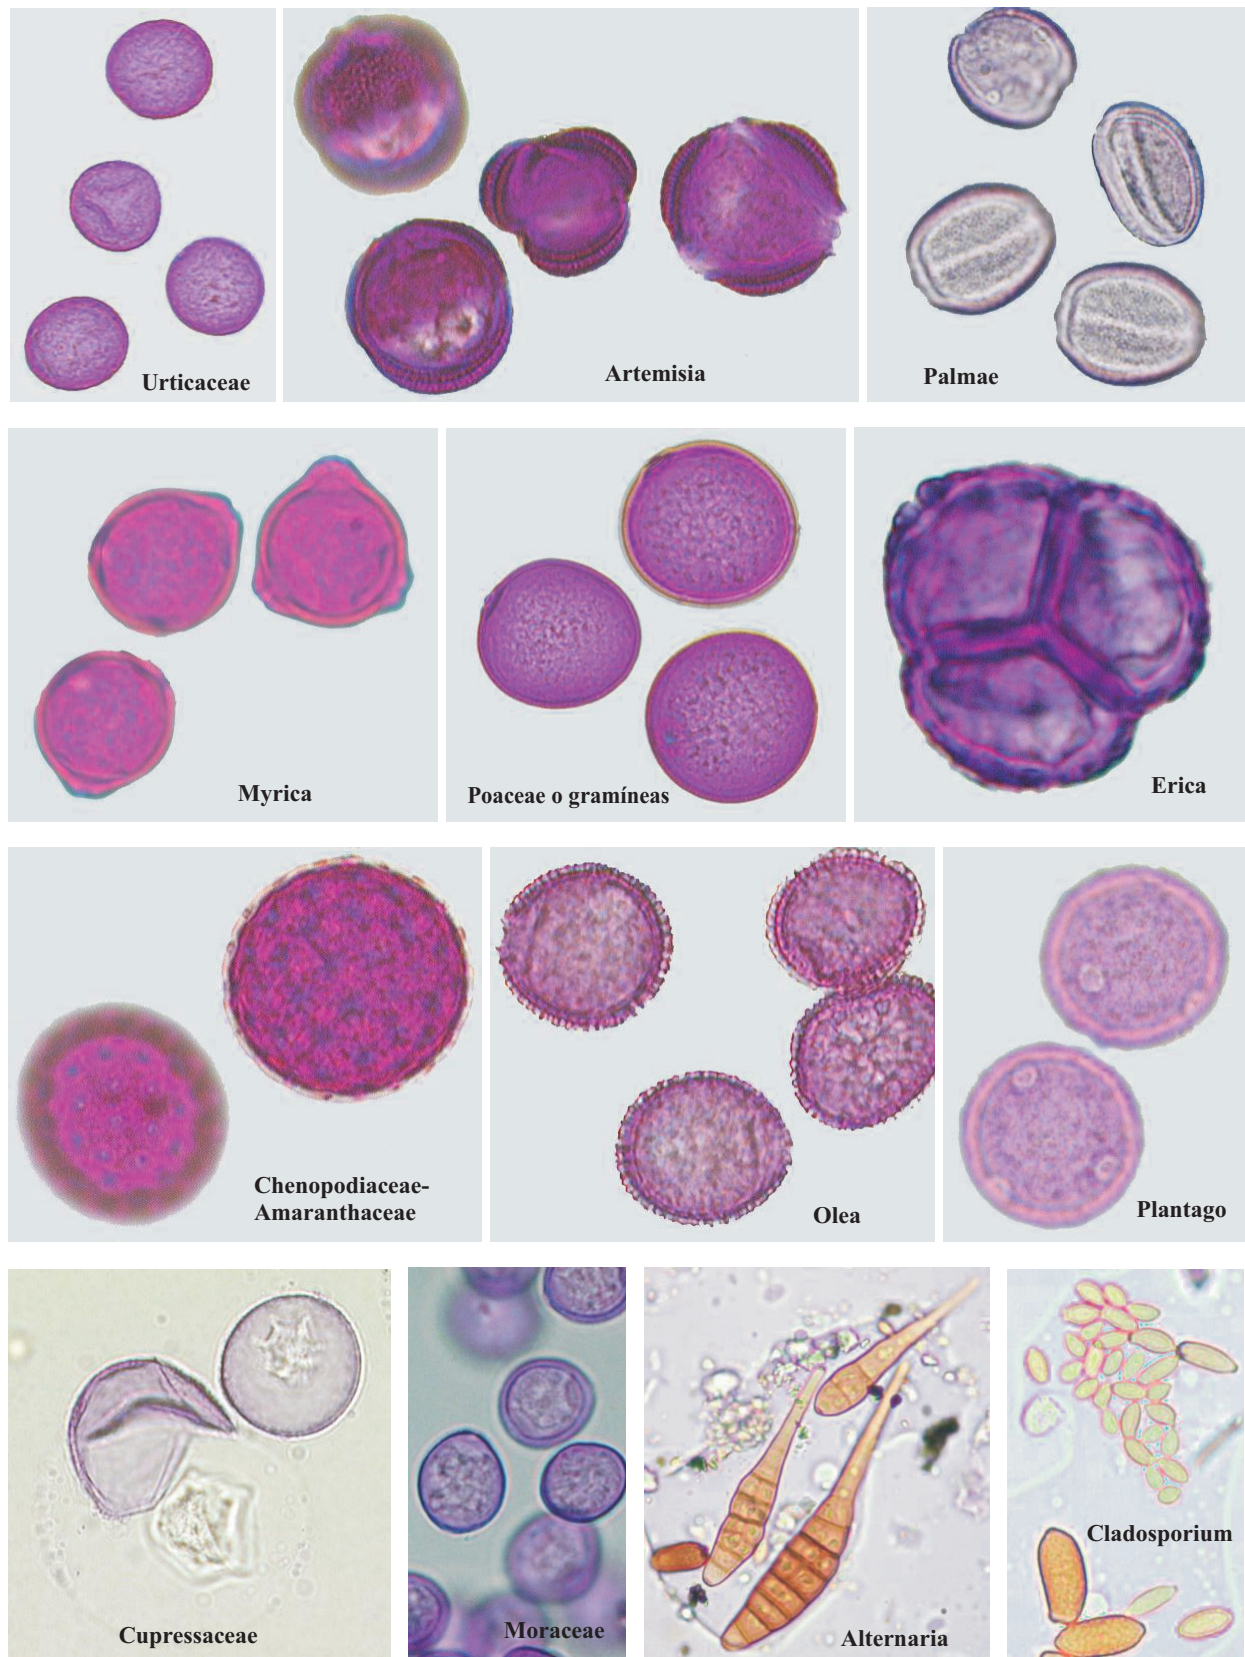 Urticaceae
Artemisia
Palmae
Myrica
Poaceae o gramíneas
Erica
Chenopodiaceae-
Amaranthaceae
Olea
Plantago
Cupressaceae
Moraceae
Alternaria
Cladosporium